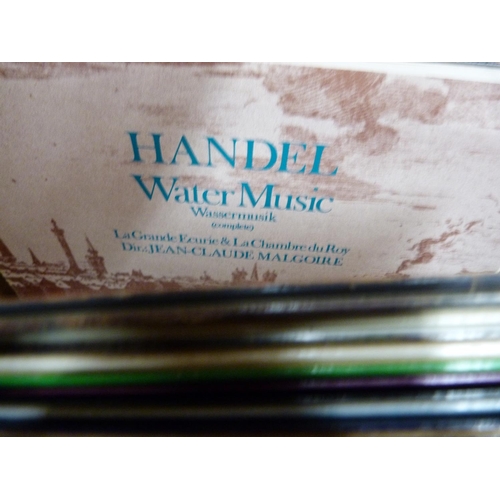 HANDEL
Water Music
Wassermusik
(complete)
La Grande Ecurie & La Chambre du Roy
Dir.: JEAN-CLAUDE MALGOIRE